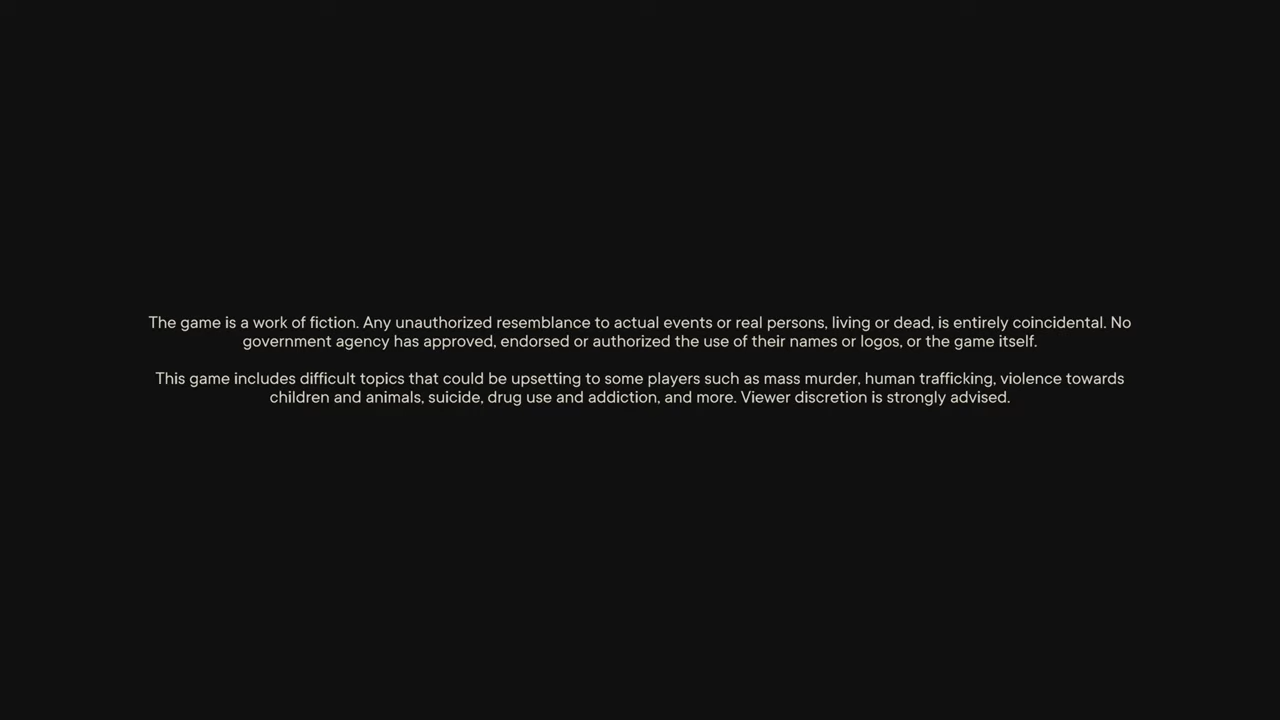 The game is a work of fiction. Any unauthorized resemblance to actual events or real persons, living or dead, is entirely coincidental. No
government agency has approved, endorsed or authorized the use of their names or logos, or the game itself.
This game includes difficult topics that could be upsetting to some players such as mass murder, human trafficking, violence towards
children and animals, suicide, drug use and addiction, and more. Viewer discretion is strongly advised.